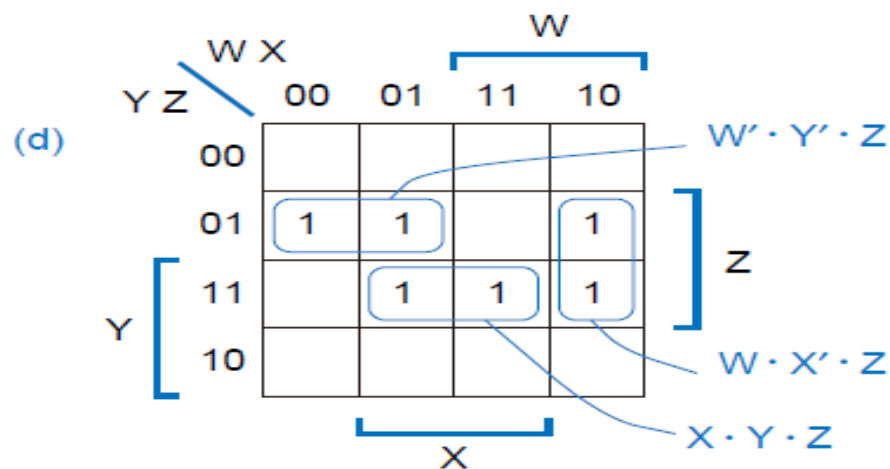 W
W X
Y Z
00 01 11 10
W′ · Y′ · Z
(d)
00
01 1 1 1
Z
11 1 1 1
Y
10
W · X′ · Z
X · Y · Z
X